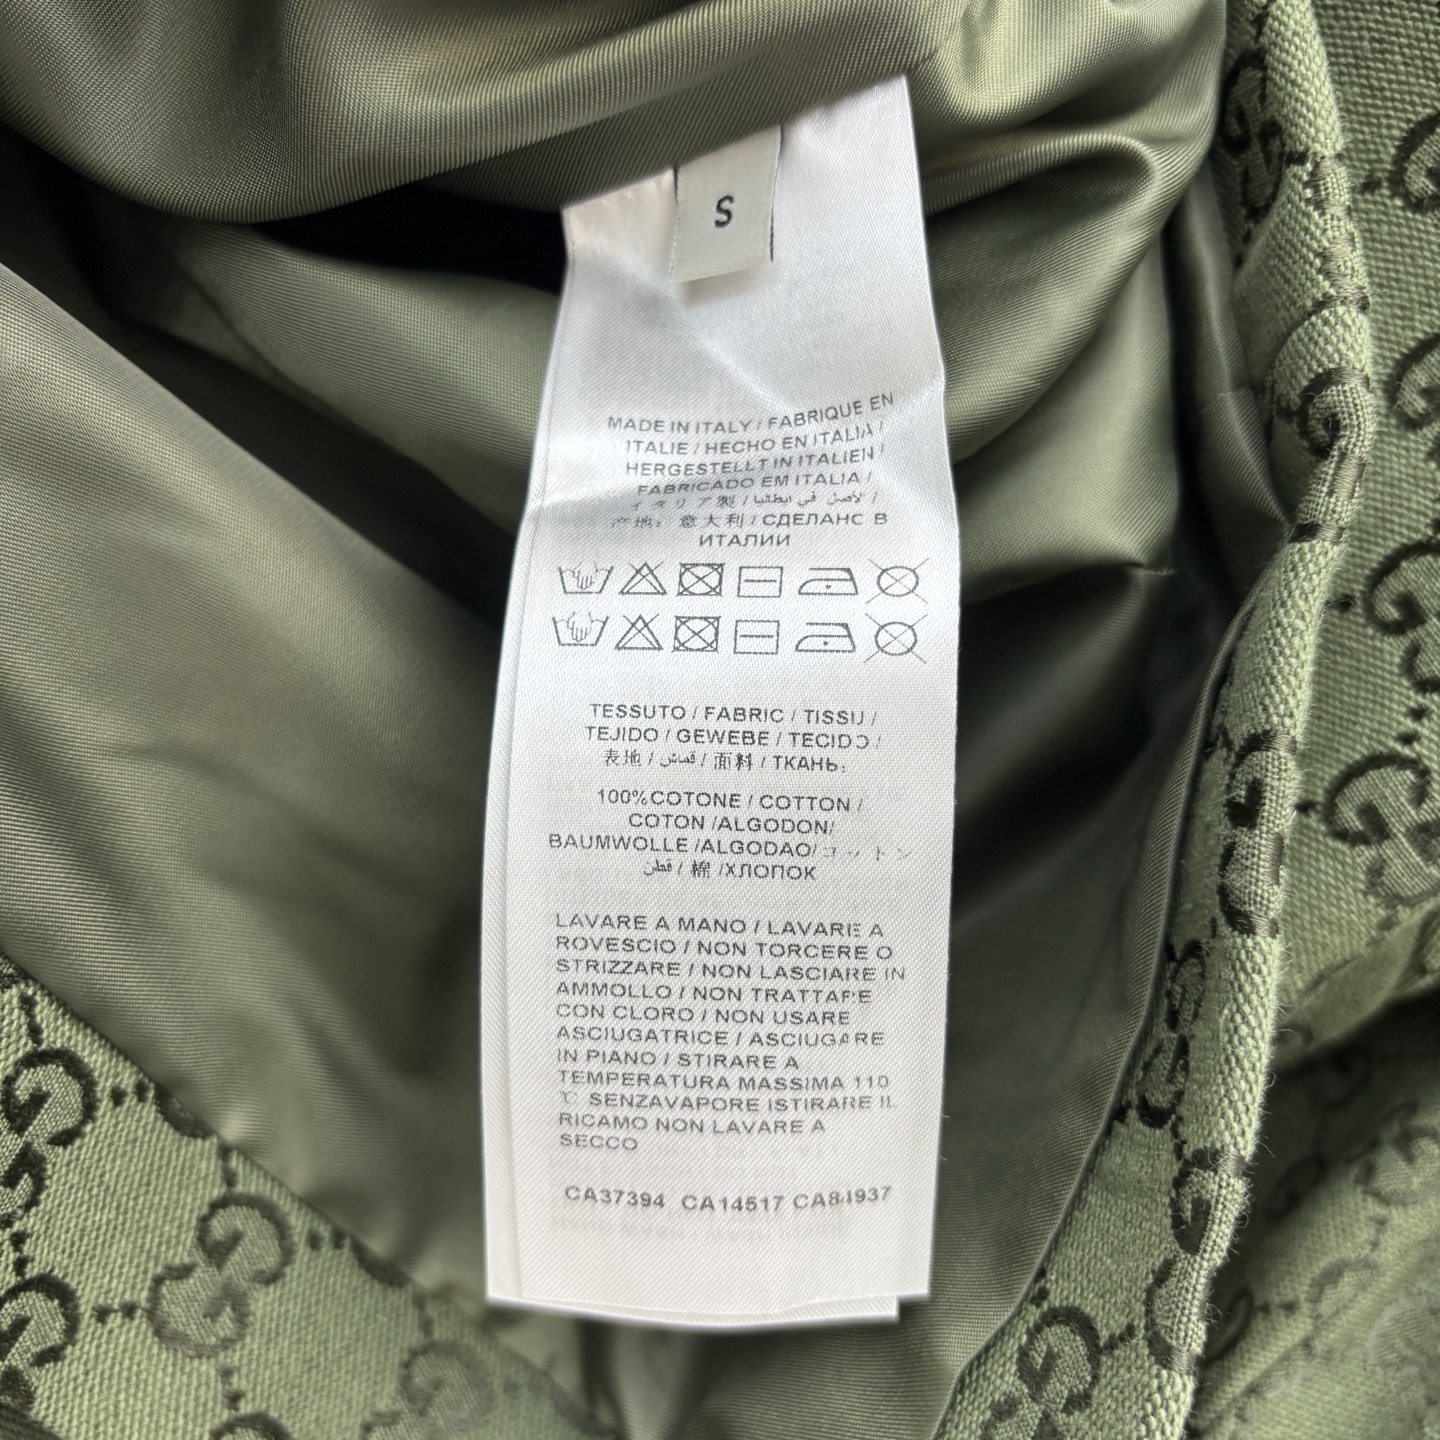 S
MADE IN ITALY / FABRIQUE EN
ITALIE / HECHO EN ITALIA /
HERGESTELLT IN ITALIEN /
FABRICADO EM ITALIA /
イタリア製 / الأصل في ايطاليا /
产地: 意大利 / СДЕЛАНС В
ИТАЛИИ
TESSUTO / FABRIC / TISSU /
TEJIDO / GEWEBE / TECIDO /
表地 / قماش / 面料 / ТКАНЬ:
100%COTONE / COTTON /
COTON /ALGODON/
BAUMWOLLE /ALGODAO/コットン
قطن / 棉 /ХЛОПОК
LAVARE A MANO / LAVARE A
ROVESCIO / NON TORCERE O
STRIZZARE / NON LASCIARE IN
AMMOLLO / NON TRATTARE
CON CLORO / NON USARE
ASCIUGATRICE / ASCIUGARE
IN PIANO / STIRARE A
TEMPERATURA MASSIMA 110
℃ SENZAVAPORE ISTIRARE IL
RICAMO NON LAVARE A
SECCO
CA37394 CA14517 CA84937